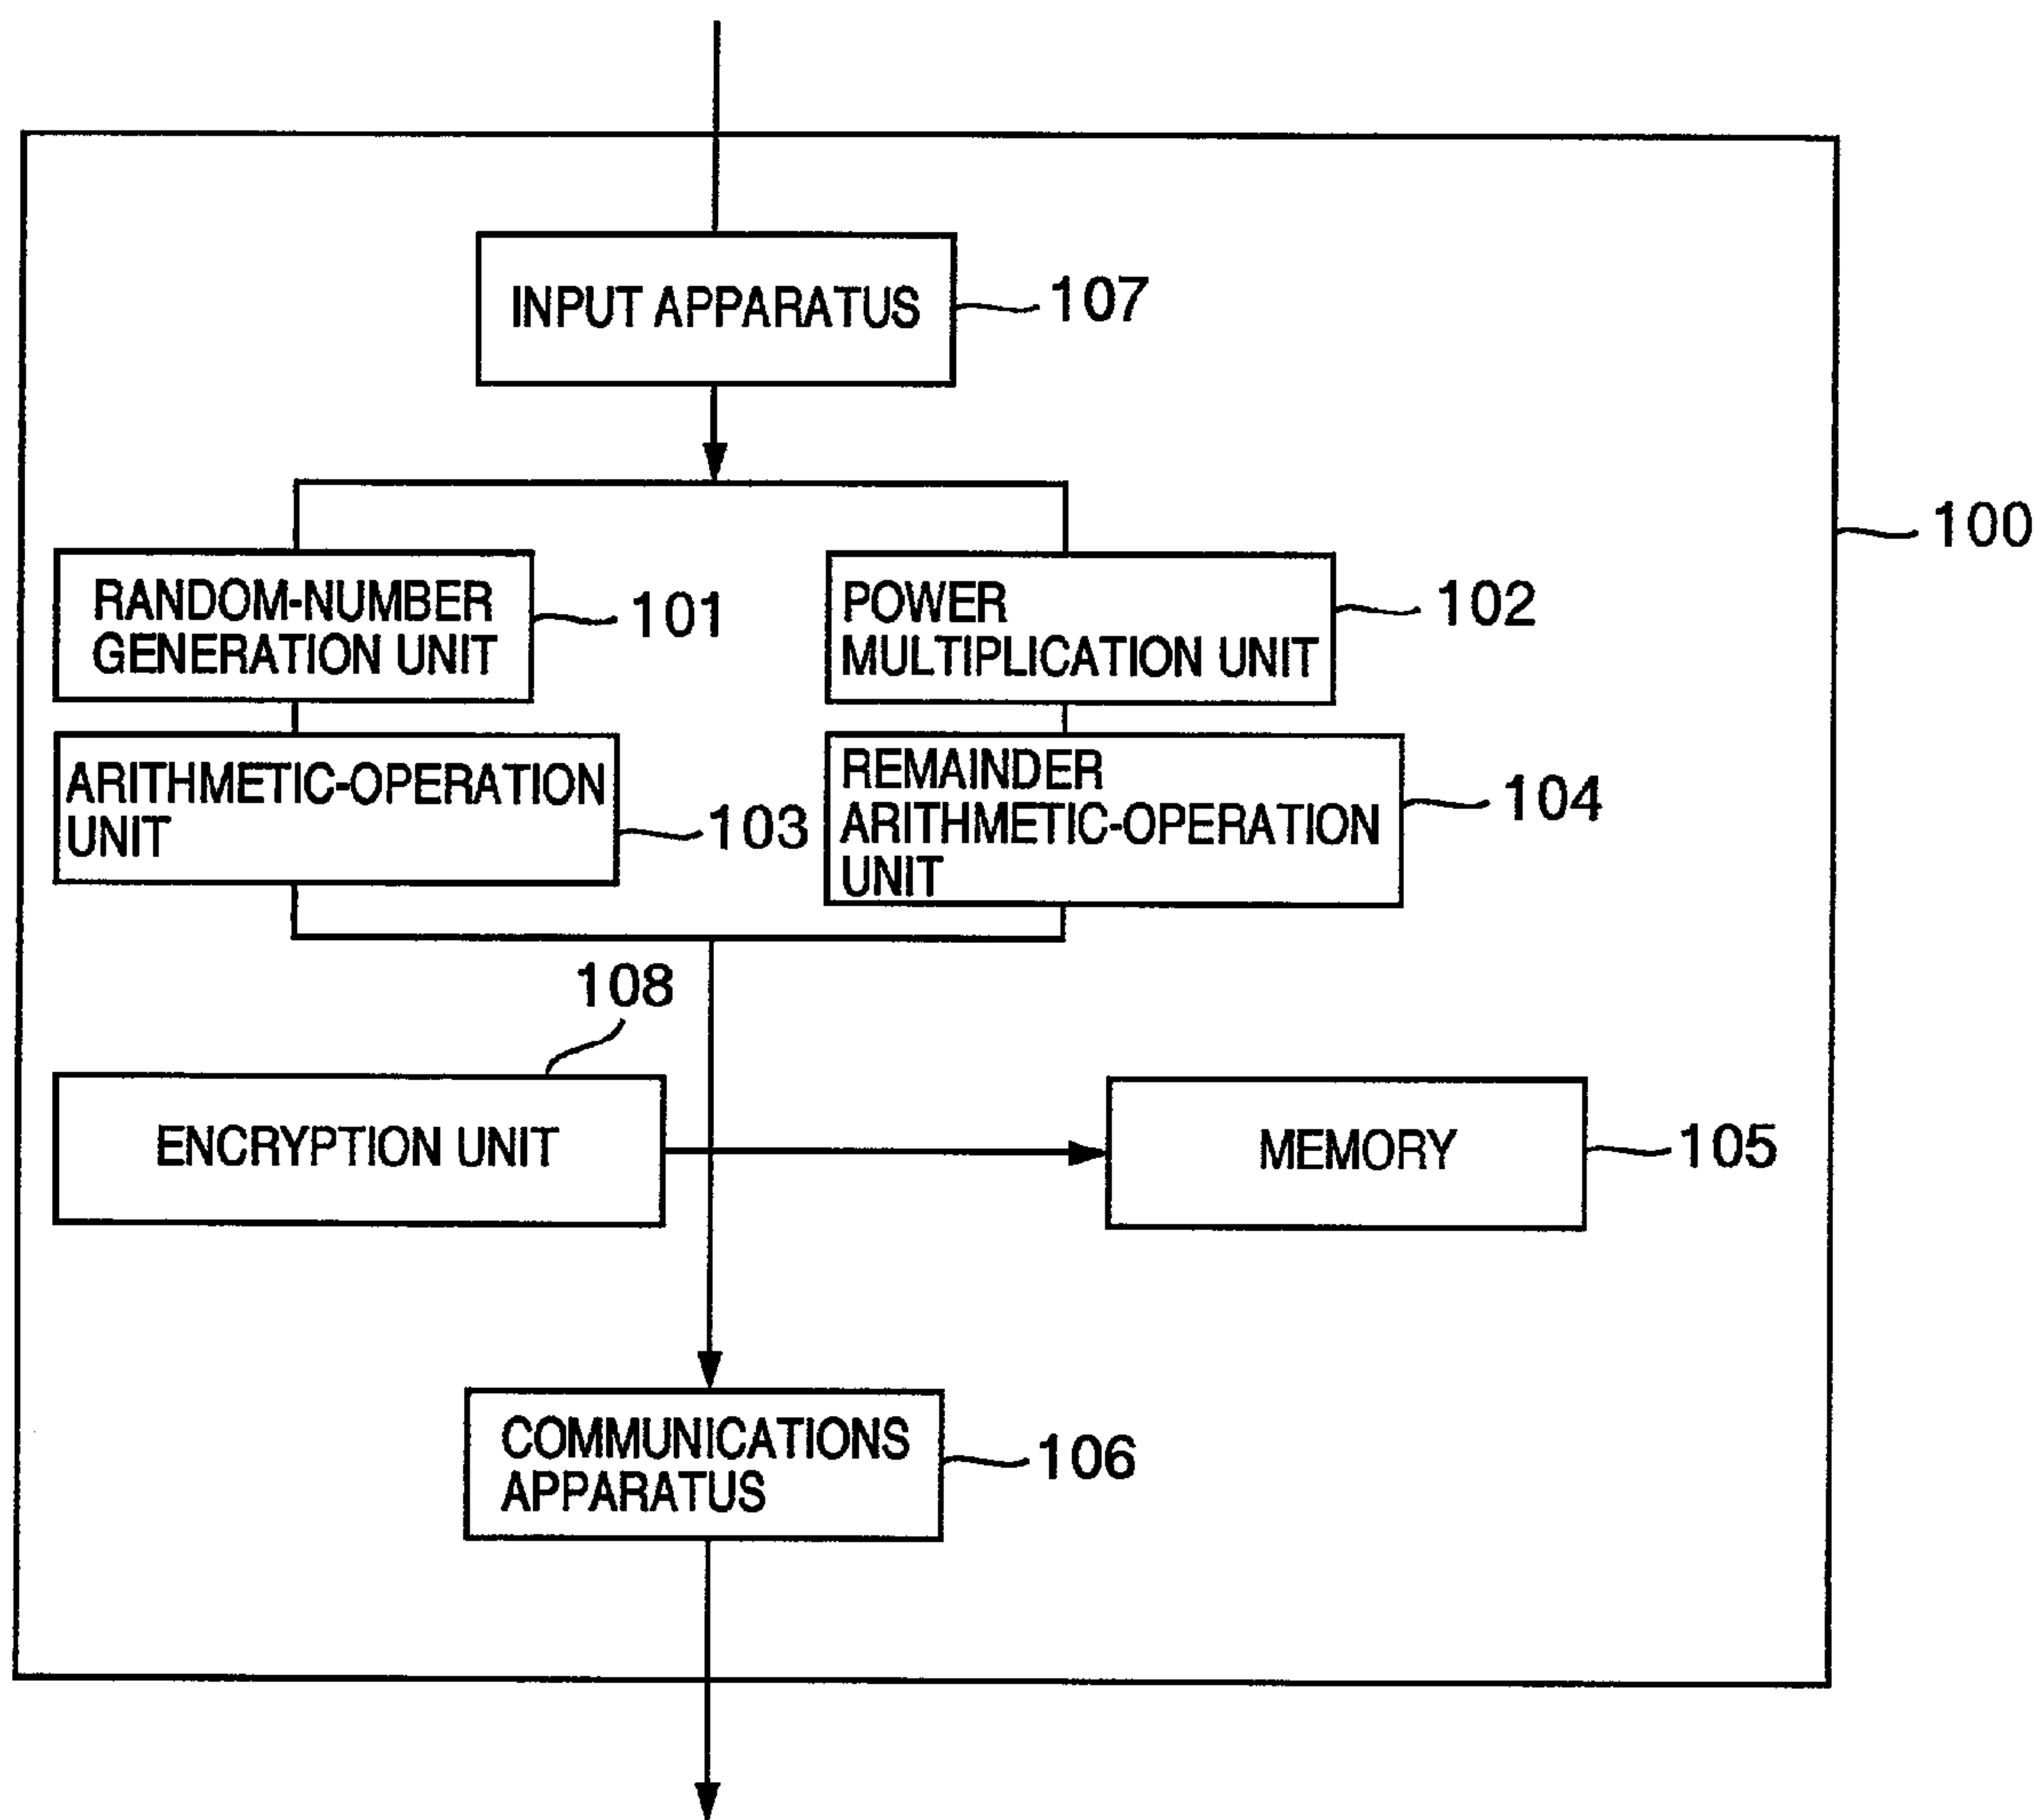 INPUT APPARATUS
107
100
RANDOM-NUMBER
GENERATION UNIT
101
POWER
MULTIPLICATION UNIT
102
ARITHMETIC-OPERATION
UNIT
103
REMAINDER
ARITHMETIC-OPERATION
UNIT
104
108
ENCRYPTION UNIT
MEMORY
105
COMMUNICATIONS
APPARATUS
106